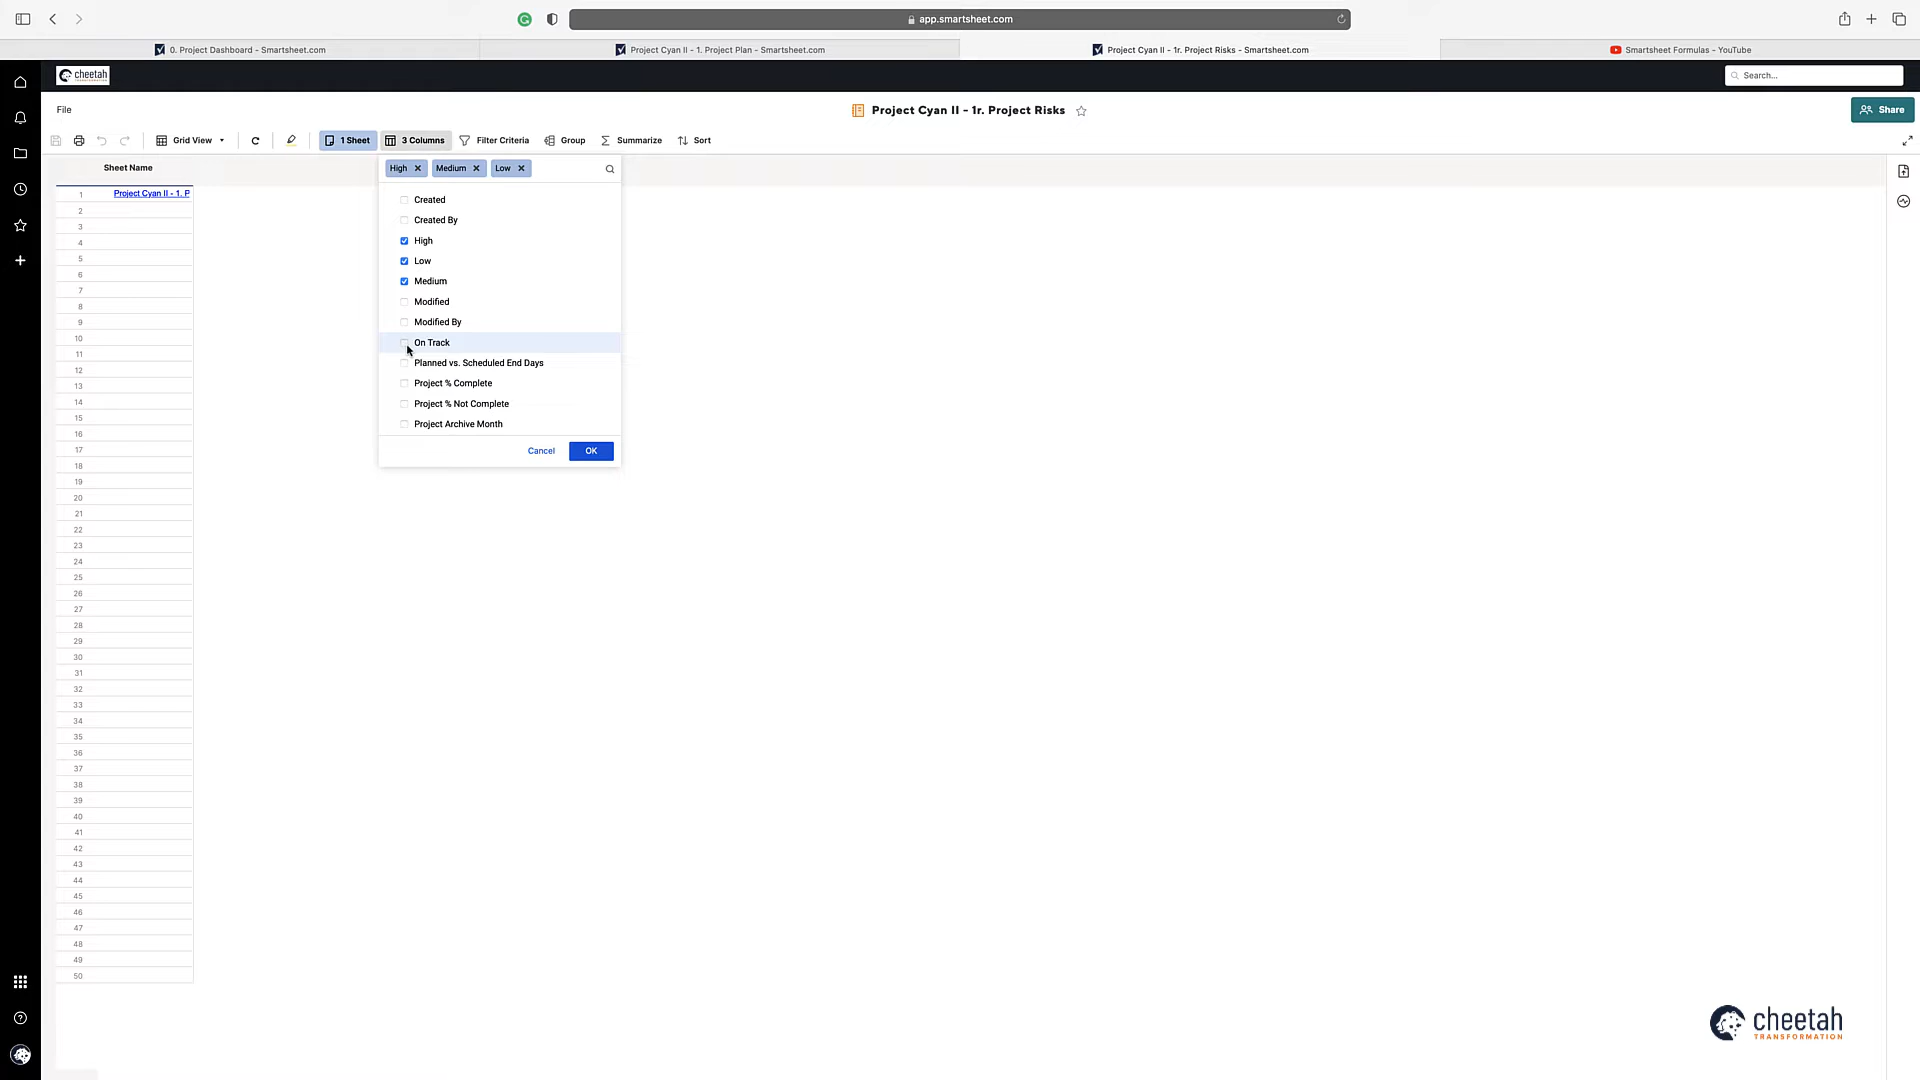 app.smartsheet.com
0. Project Dashboard - Smartsheet.com
Project Cyan II - 1. Project Plan - Smartsheet.com
Project Cyan II - 1r. Project Risks - Smartsheet.com
Smartsheet Formulas - YouTube
cheetah
Search...
File
Project Cyan II - 1r. Project Risks
Share
Grid View
1 Sheet
3 Columns
Filter Criteria
Group
Summarize
Sort
Sheet Name
High
Medium
Low
1 Project Cyan II - 1. P
2
3
4
5
6
7
8
9
10
11
12
13
14
15
16
17
18
19
20
21
22
23
24
25
26
27
28
29
30
31
32
33
34
35
36
37
38
39
40
41
42
43
44
45
46
47
48
49
50
Created
Created By
High
Low
Medium
Modified
Modified By
On Track
Planned vs. Scheduled End Days
Project % Complete
Project % Not Complete
Project Archive Month
Cancel
OK
cheetah
TRANSFORMATION